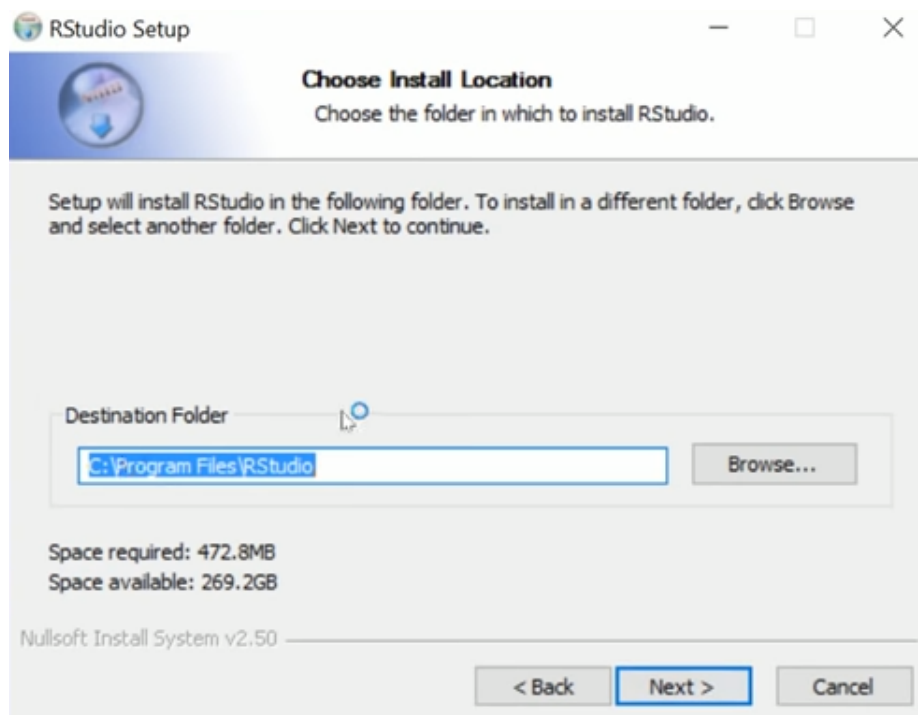 RStudio Setup
Choose Install Location
Choose the folder in which to install RStudio.
Setup will install RStudio in the following folder. To install in a different folder, click Browse
and select another folder. Click Next to continue.
Destination Folder
C:\Program Files\RStudio
Browse...
Space required: 472.8MB
Space available: 269.2GB
Nullsoft Install System v2.50
< Back
Next >
Cancel